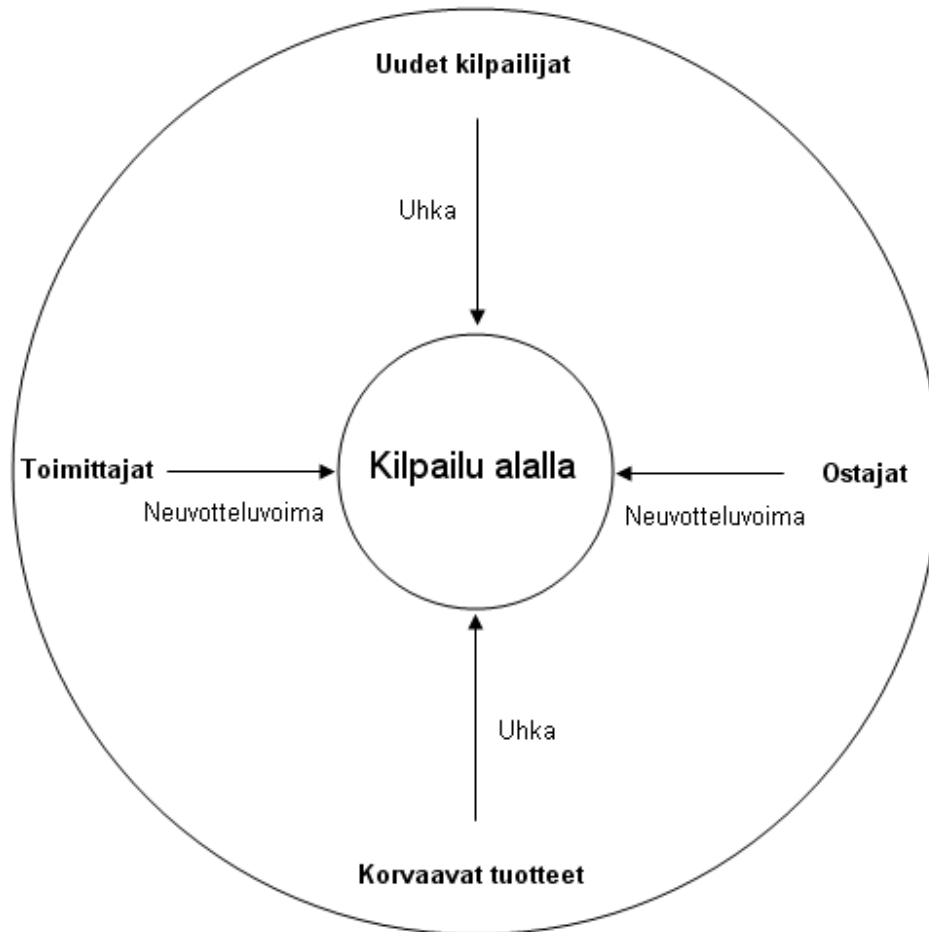 Uudet kilpailijat
Uhka
Toimittajat
Neuvotteluvoima
Kilpailu alalla
Ostajat
Neuvotteluvoima
Uhka
Korvaavat tuotteet